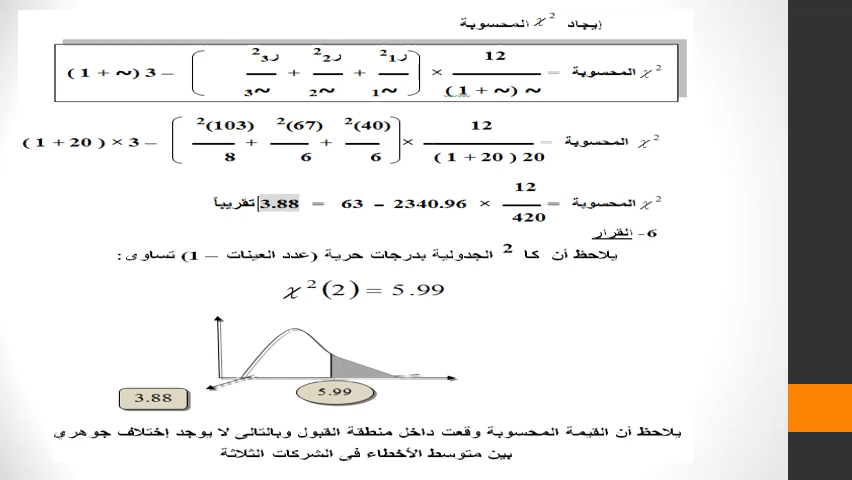 إيجاد χ² المحسوبة
χ² المحسوبة = 12 / ن ( ن + 1 ) × ( ر1² / ن1 + ر2² / ن2 + ر3² / ن3 ) – 3 ( ن + 1 )
χ² المحسوبة = 12 / 20 ( 20 + 1 ) × ( (40)² / 6 + (67)² / 6 + (103)² / 8 ) – 3 × ( 20 + 1 )
χ² المحسوبة = 12 / 420 × 2340.96 – 63 = 3.88 تقريباً
6- القرار
يلاحظ أن كا 2 الجدولية بدرجات حرية (عدد العينات – 1) تساوى :
χ²(2) = 5.99
3.88
5.99
يلاحظ أن القيمة المحسوبة وقعت داخل منطقة القبول وبالتالى لا يوجد إختلاف جوهري
بين متوسط الأخطاء فى الشركات الثلاثة